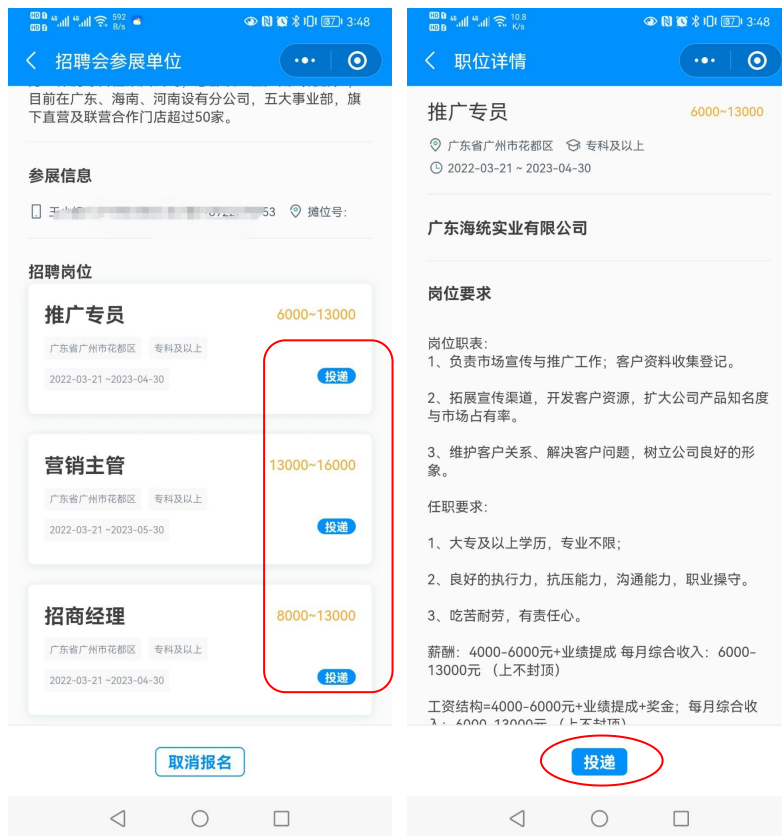 592 B/s
3:48
招聘会参展单位
目前在广东、海南、河南设有分公司，五大事业部，旗
下直营及联营合作门店超过50家。
参展信息
53 摊位号：
招聘岗位
推广专员 6000~13000
广东省广州市花都区 专科及以上
2022-03-21 ~2023-04-30 投递
营销主管 13000~16000
广东省广州市花都区 专科及以上
2022-03-21 ~2023-05-30 投递
招商经理 8000~13000
广东省广州市花都区 专科及以上
2022-03-21 ~2023-04-30 投递
取消报名
10.8 K/s
87 3:48
职位详情
推广专员 6000~13000
广东省广州市花都区 专科及以上
2022-03-21 ~ 2023-04-30
广东海统实业有限公司
岗位要求
岗位职表：
1、负责市场宣传与推广工作；客户资料收集登记。
2、拓展宣传渠道，开发客户资源，扩大公司产品知名度
与市场占有率。
3、维护客户关系、解决客户问题，树立公司良好的形
象。
任职要求：
1、大专及以上学历，专业不限；
2、良好的执行力，抗压能力，沟通能力，职业操守。
3、吃苦耐劳，有责任心。
薪酬：4000-6000元+业绩提成 每月综合收入：6000-
13000元 （上不封顶）
工资结构=4000-6000元+业绩提成+奖金；每月综合收
入：6000-13000元 （上不封顶）
投递